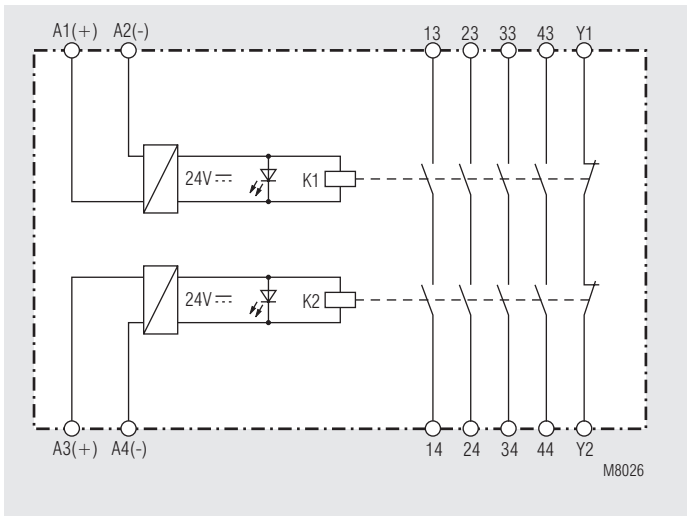 A1(+) A2(-) 13 23 33 43 Y1
24V K1
24V K2
A3(+) A4(-) 14 24 34 44 Y2
M8026